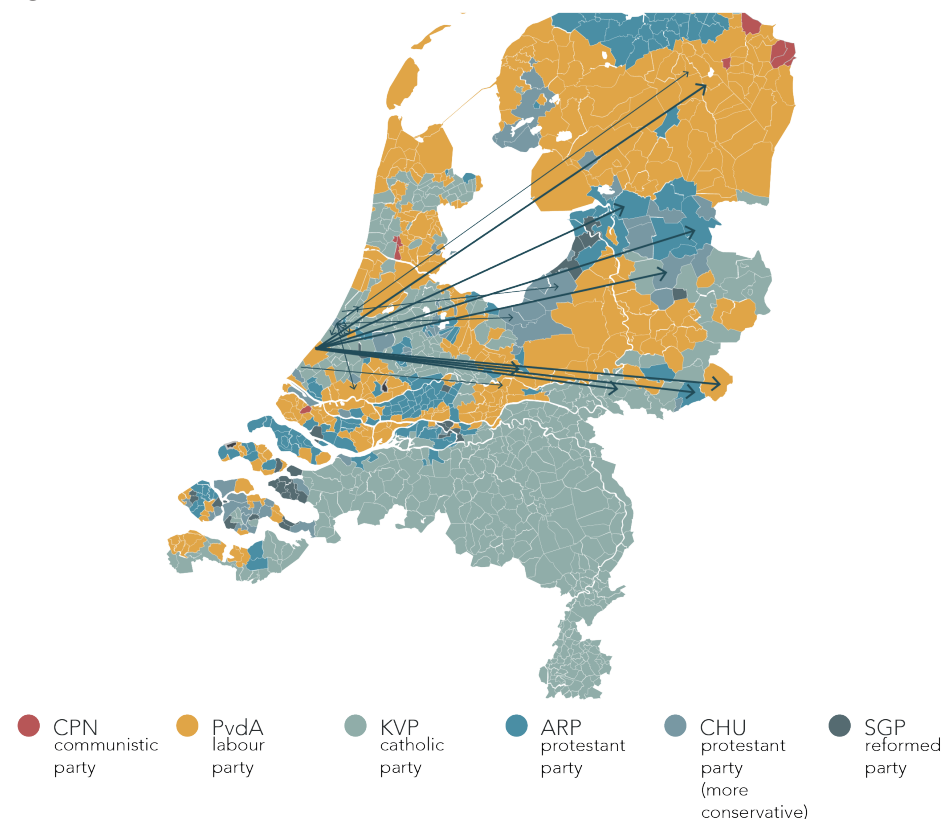 CPN
communistic
party
PvdA
labour
party
KVP
catholic
party
ARP
protestant
party
CHU
protestant
party
(more
conservative)
SGP
reformed
party